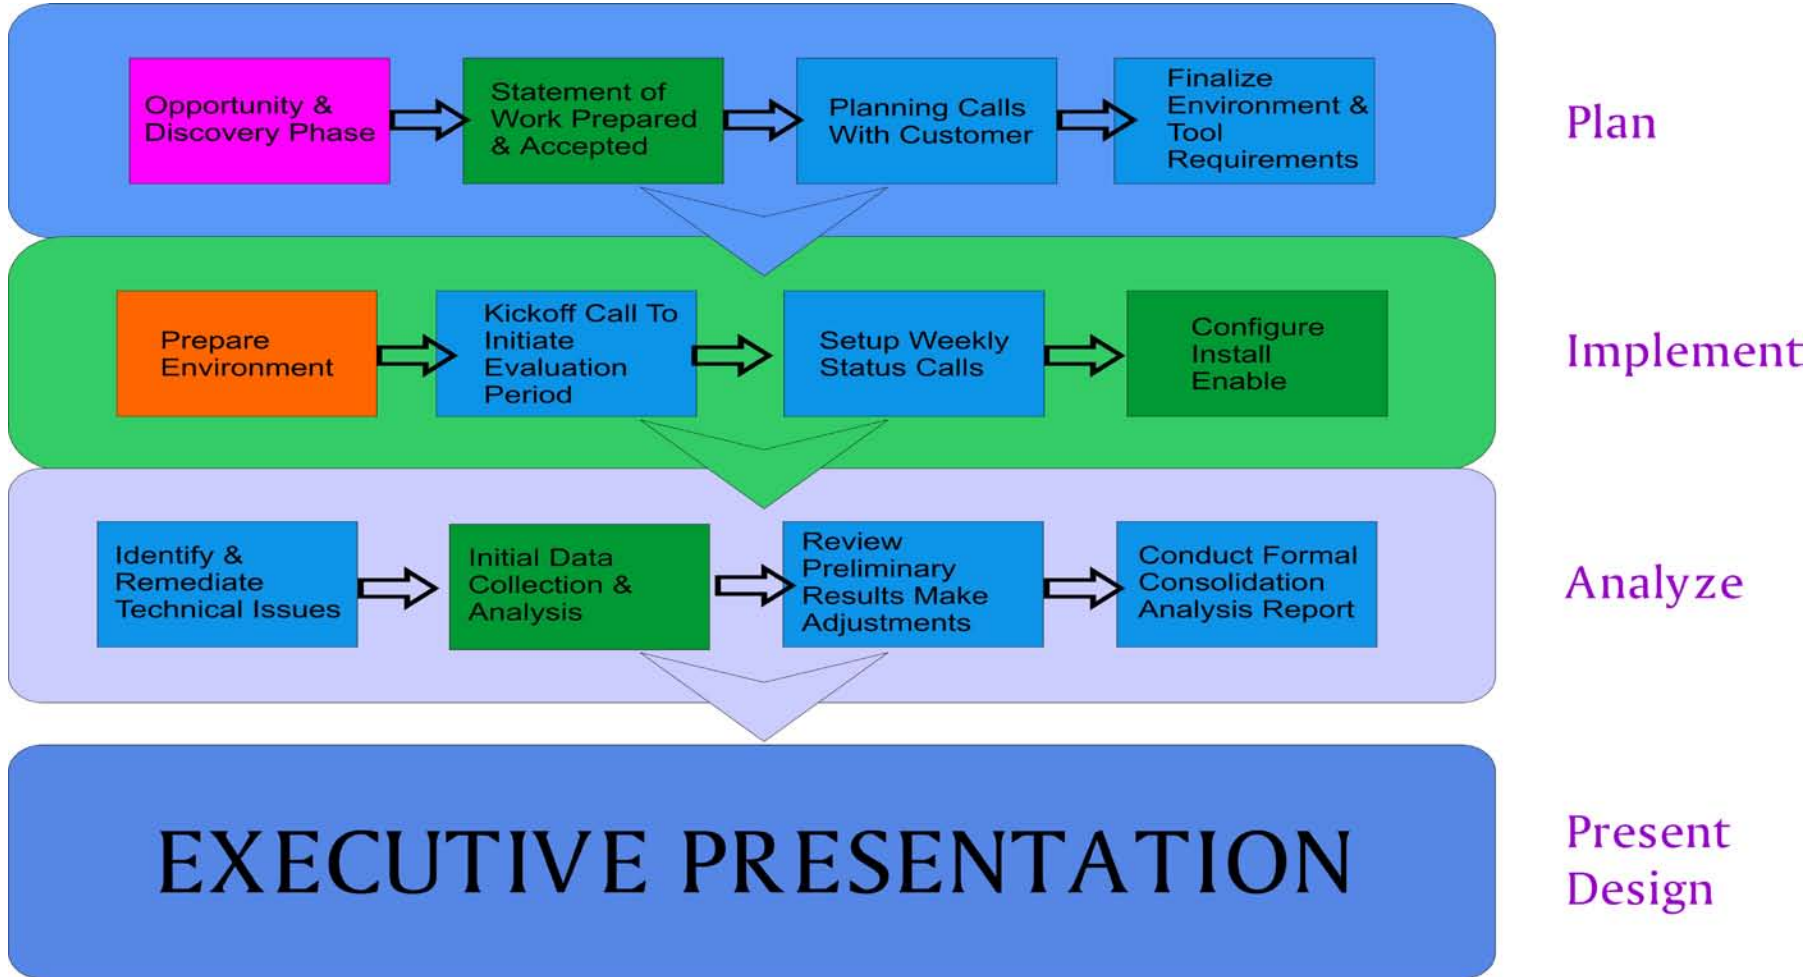 Opportunity &
Discovery Phase
Statement of
Work Prepared
& Accepted
Planning Calls
With Customer
Finalize
Environment &
Tool
Requirements
Plan
Prepare
Environment
Kickoff Call To
Initiate
Evaluation
Period
Setup Weekly
Status Calls
Configure
Install
Enable
Implement
Identify &
Remediate
Technical Issues
Initial Data
Collection &
Analysis
Review
Preliminary
Results Make
Adjustments
Conduct Formal
Consolidation
Analysis Report
Analyze
EXECUTIVE PRESENTATION
Present
Design